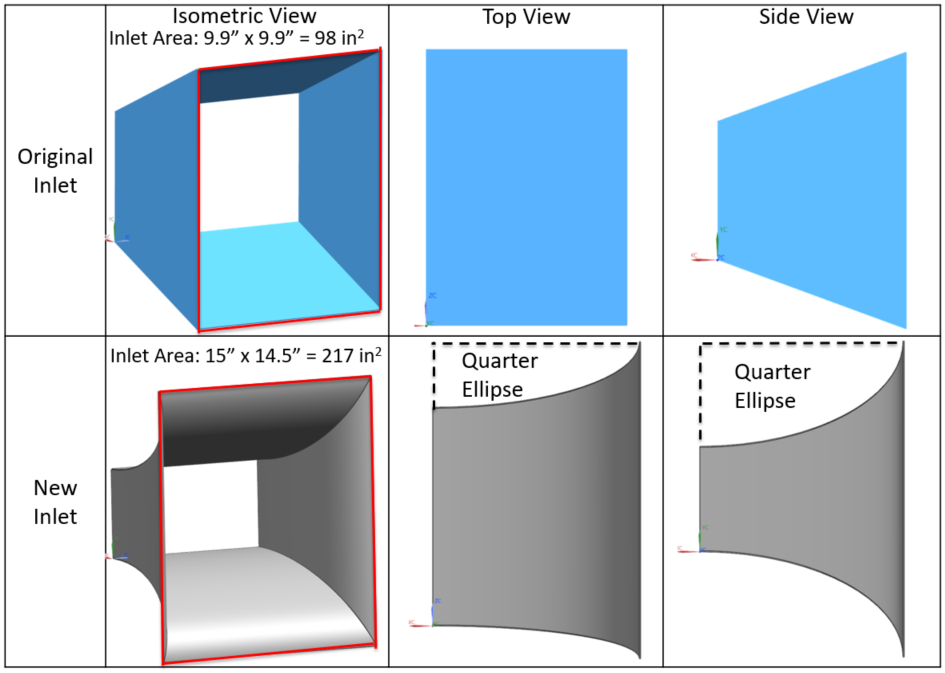 Isometric View
Top View
Side View
Inlet Area: 9.9” x 9.9” = 98 in²
Original
Inlet
Inlet Area: 15” x 14.5” = 217 in²
New
Inlet
Quarter
Ellipse
Quarter
Ellipse